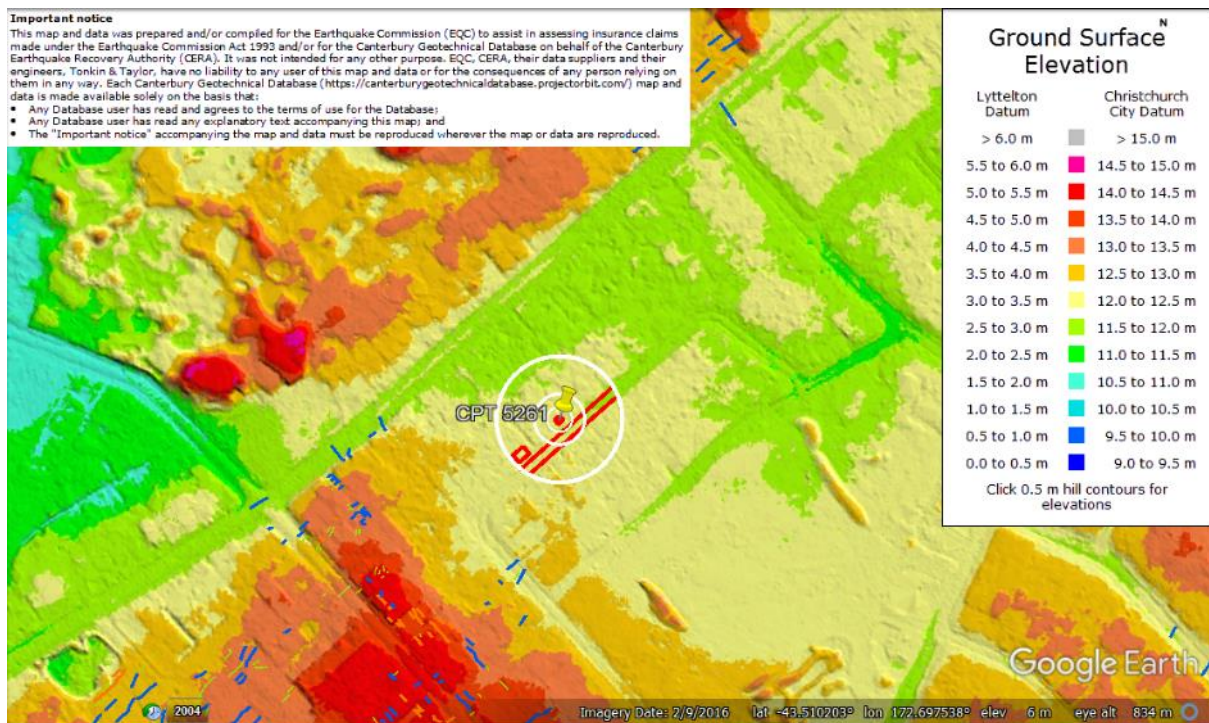 Important notice
This map and data was prepared and/or compiled for the Earthquake Commission (EQC) to assist in assessing insurance claims
made under the Earthquake Commission Act 1993 and/or for the Canterbury Geotechnical Database on behalf of the Canterbury
Earthquake Recovery Authority (CERA). It was not intended for any other purpose. EQC, CERA, their data suppliers and their
engineers, Tonkin & Taylor, have no liability to any user of this map and data or for the consequences of any person relying on
them in any way. Each Canterbury Geotechnical Database (https://canterburygeotechnicaldatabase.projectorbit.com/) map and
data is made available solely on the basis that:
• Any Database user has read and agrees to the terms of use for the Database;
• Any Database user has read any explanatory text accompanying this map; and
• The "Important notice" accompanying the map and data must be reproduced wherever the map or data are reproduced.
N
Ground Surface
Elevation
Lyttelton Christchurch
Datum City Datum
> 6.0 m > 15.0 m
5.5 to 6.0 m 14.5 to 15.0 m
5.0 to 5.5 m 14.0 to 14.5 m
4.5 to 5.0 m 13.5 to 14.0 m
4.0 to 4.5 m 13.0 to 13.5 m
3.5 to 4.0 m 12.5 to 13.0 m
3.0 to 3.5 m 12.0 to 12.5 m
2.5 to 3.0 m 11.5 to 12.0 m
2.0 to 2.5 m 11.0 to 11.5 m
1.5 to 2.0 m 10.5 to 11.0 m
1.0 to 1.5 m 10.0 to 10.5 m
0.5 to 1.0 m 9.5 to 10.0 m
0.0 to 0.5 m 9.0 to 9.5 m
Click 0.5 m hill contours for
elevations
CPT 5261
Google Earth
2004 Imagery Date: 2/9/2016 lat -43.510203° lon 172.697538° elev 6 m eye alt 834 m